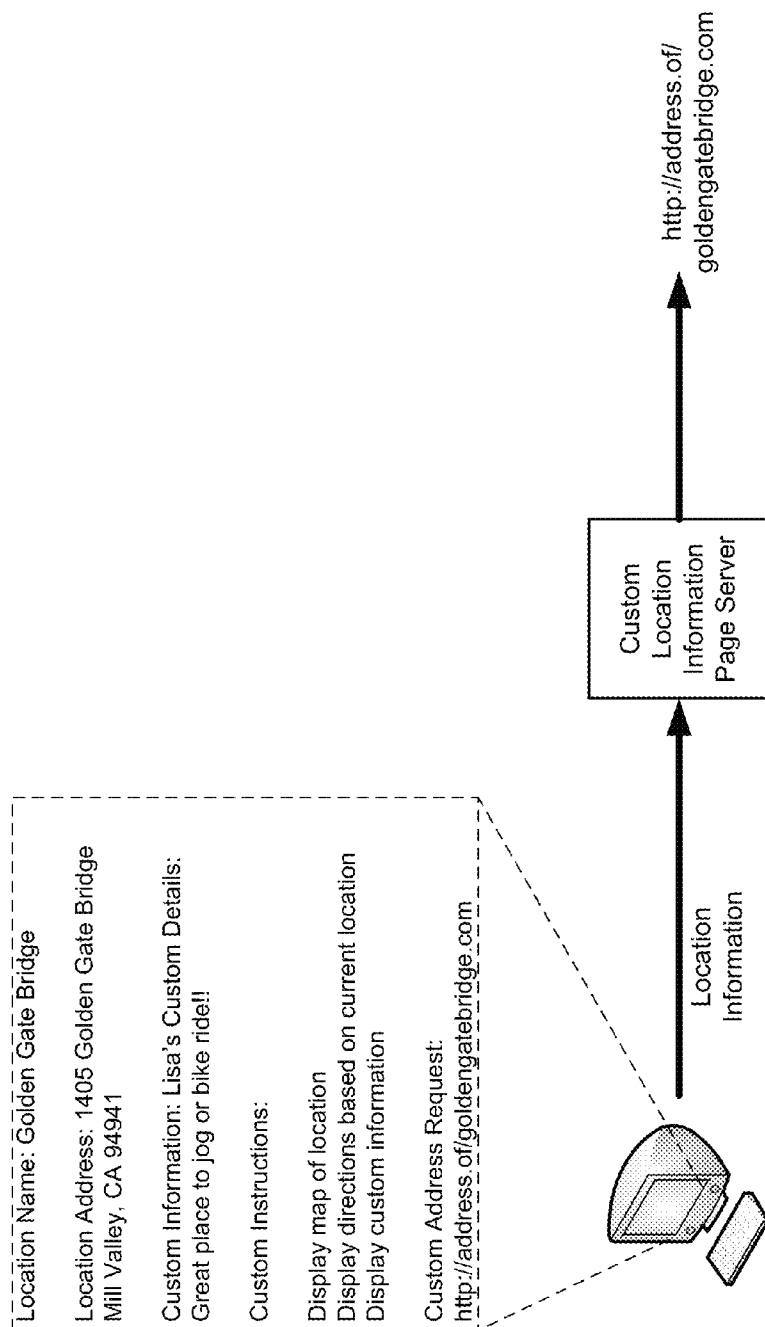 Location Name: Golden Gate Bridge
Location Address: 1405 Golden Gate Bridge
Mill Valley, CA 94941
Custom Information: Lisa's Custom Details:
Great place to jog or bike ride!!
Custom Instructions:
Display map of location
Display directions based on current location
Display custom information
Custom Address Request:
http://address.of/goldengatebridge.com
Location
Information
Custom
Location
Information
Page Server
http://address.of/
goldengatebridge.com